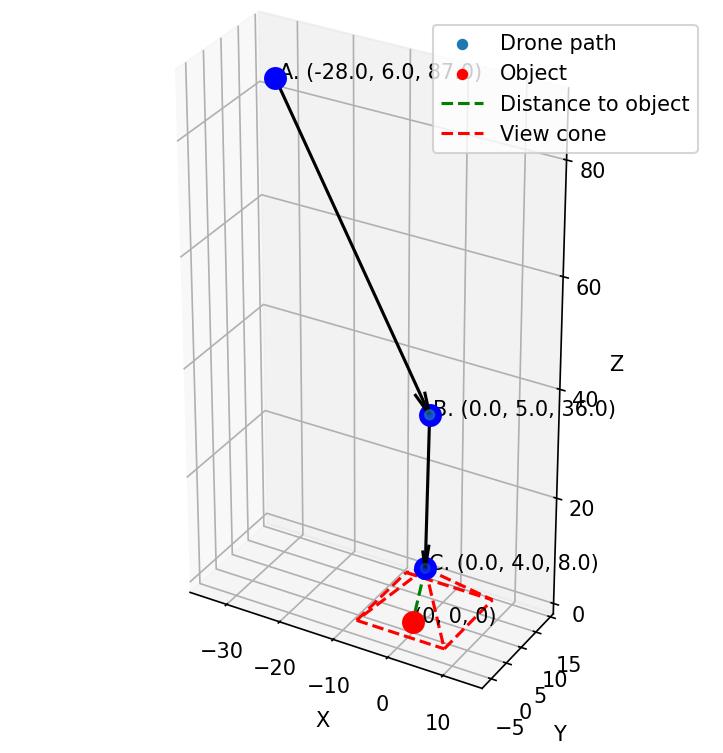 Drone path
Object
Distance to object
View cone
A. (-28.0, 6.0, 87.0)
80
60
Z
40
B. (0.0, 5.0, 36.0)
20
C. (0.0, 4.0, 8.0)
0
(0, 0, 0)
−30
−20
−10
0
10
X
−5
0
5
10
15
Y